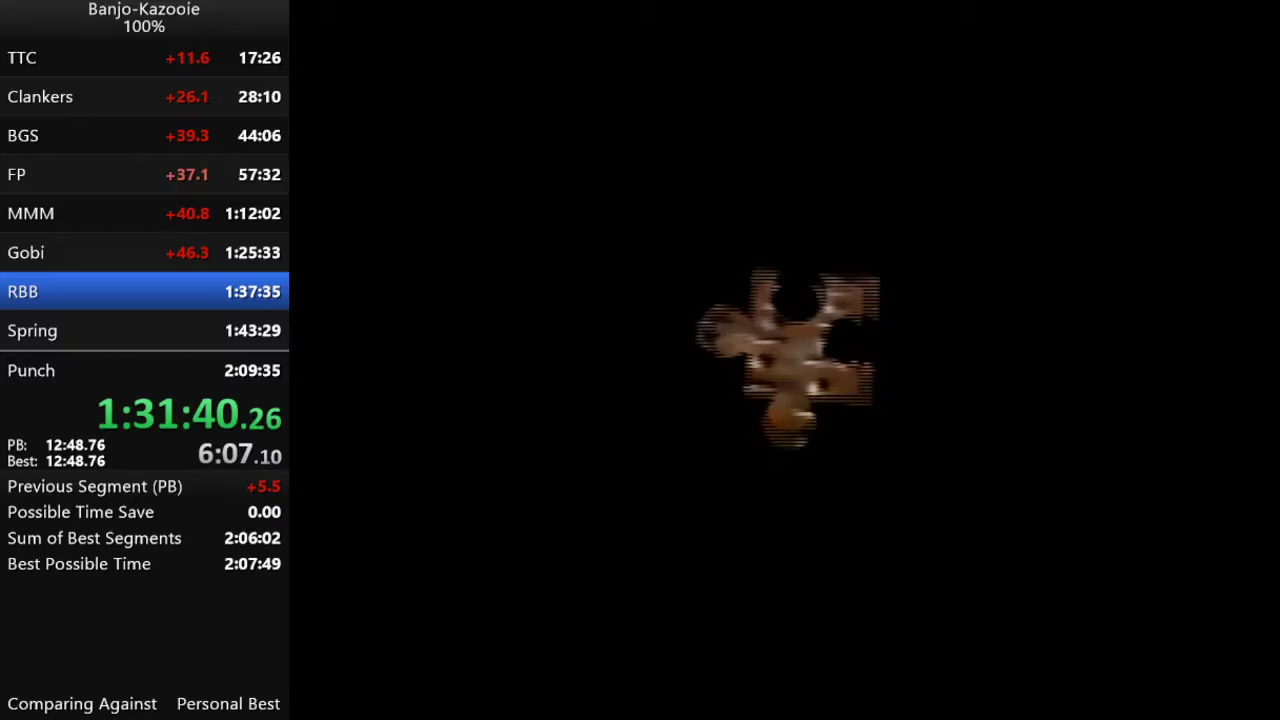 Banjo-Kazooie
100%
TTC +11.6 17:26
Clankers +26.1 28:10
BGS +39.3 44:06
FP +37.1 57:32
MMM +40.8 1:12:02
Gobi +46.3 1:25:33
RBB 1:37:35
Spring 1:43:29
Punch 2:09:35
1:31:40.26
PB: 12:48.76
Best: 12:48.76
6:07.10
Previous Segment (PB) +5.5
Possible Time Save 0.00
Sum of Best Segments 2:06:02
Best Possible Time 2:07:49
Comparing Against Personal Best